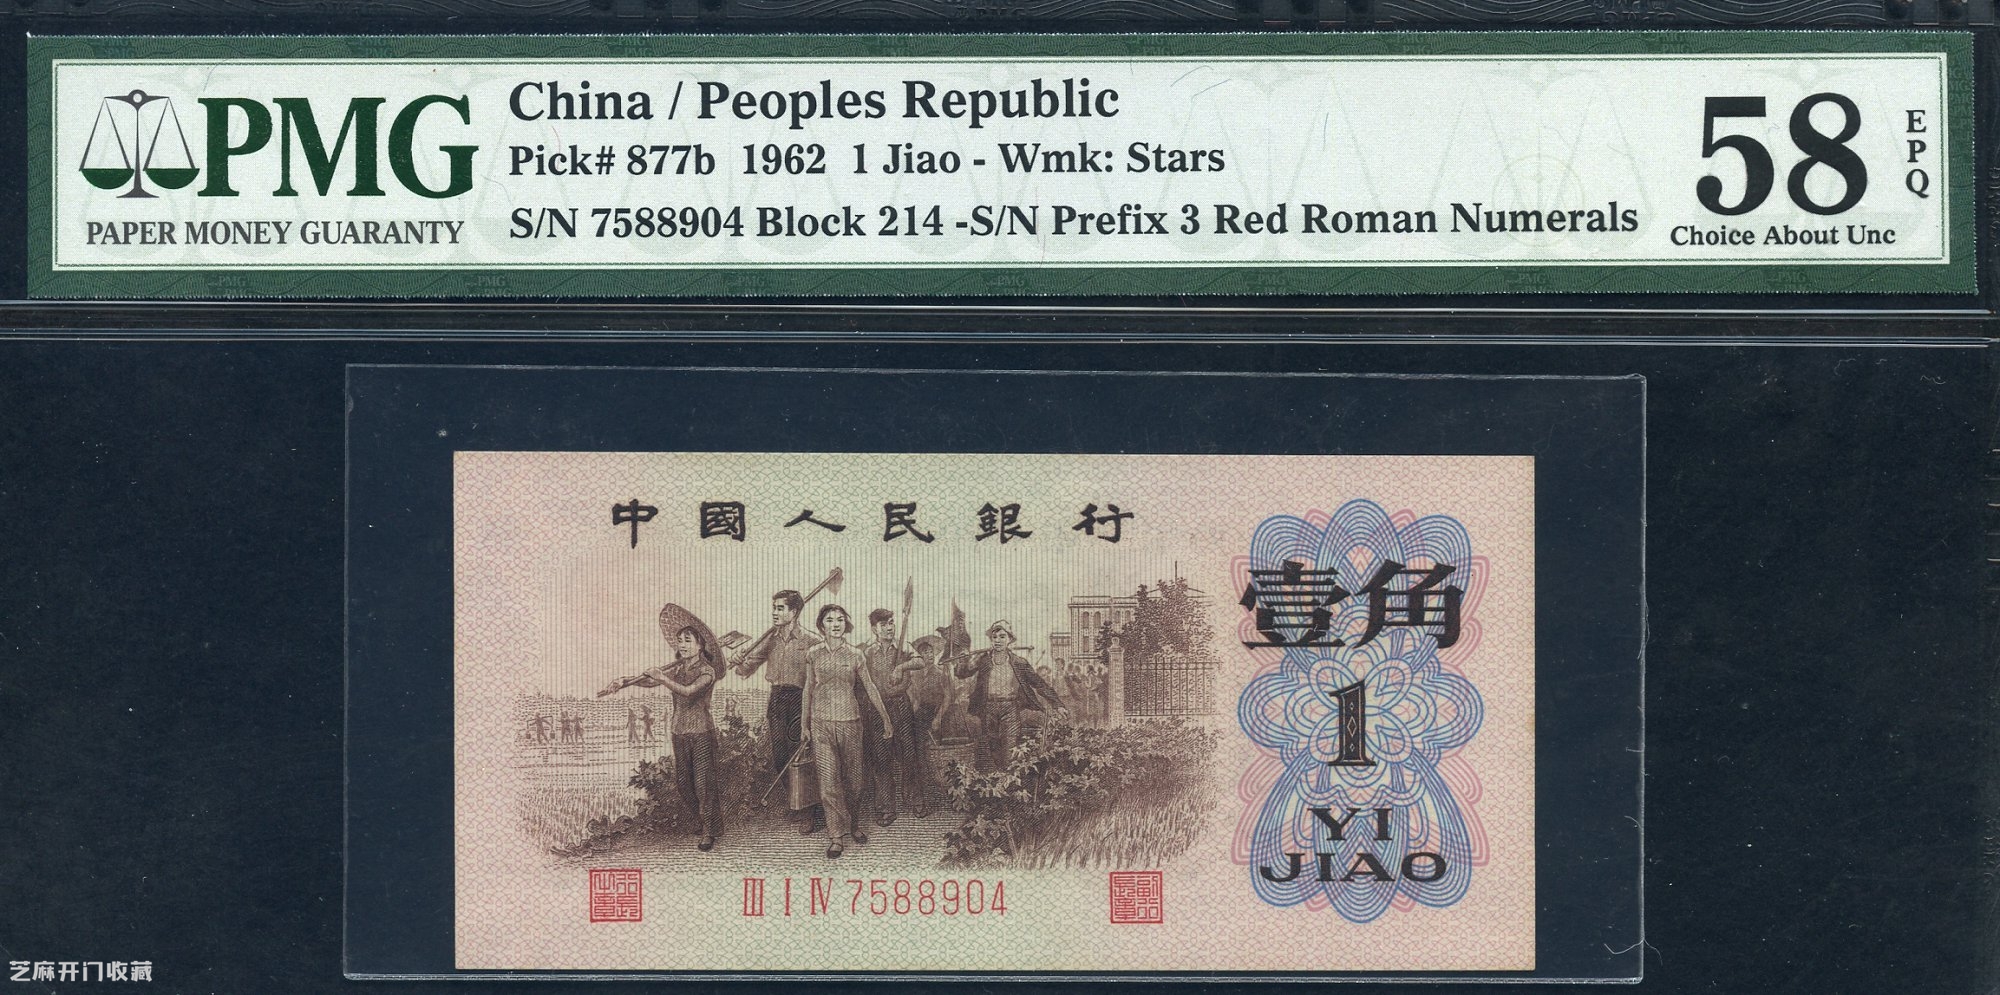 PMG
PAPER MONEY GUARANTY
China / Peoples Republic
Pick# 877b 1962 1 Jiao - Wmk: Stars
S/N 7588904 Block 214 -S/N Prefix 3 Red Roman Numerals
58
EPQ
Choice About Unc
中國人民銀行
壹角
1
YI
JIAO
III I IV 7588904
芝麻开门收藏